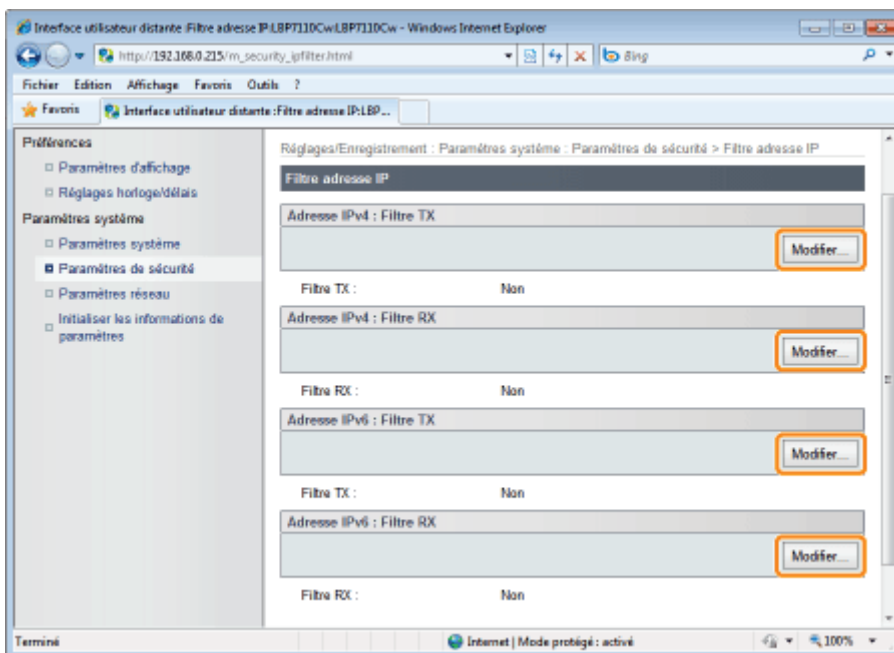 Interface utilisateur distante :Filtre adresse IP:LBP7110Cw:LBP7110Cw - Windows Internet Explorer
http://192.168.0.215/m_security_ipfilter.html
Bing
Fichier Edition Affichage Favoris Outils ?
Favoris
Interface utilisateur distante :Filtre adresse IP:LBP...
Préférences
Paramètres d'affichage
Réglages horloge/délais
Paramètres système
Paramètres système
Paramètres de sécurité
Paramètres réseau
Initialiser les informations de
paramètres
Réglages/Enregistrement : Paramètres système : Paramètres de sécurité > Filtre adresse IP
Filtre adresse IP
Adresse IPv4 : Filtre TX
Modifier...
Filtre TX : Non
Adresse IPv4 : Filtre RX
Modifier...
Filtre RX : Non
Adresse IPv6 : Filtre TX
Modifier...
Filtre TX : Non
Adresse IPv6 : Filtre RX
Modifier...
Filtre RX : Non
Terminé
Internet | Mode protégé : activé
100%